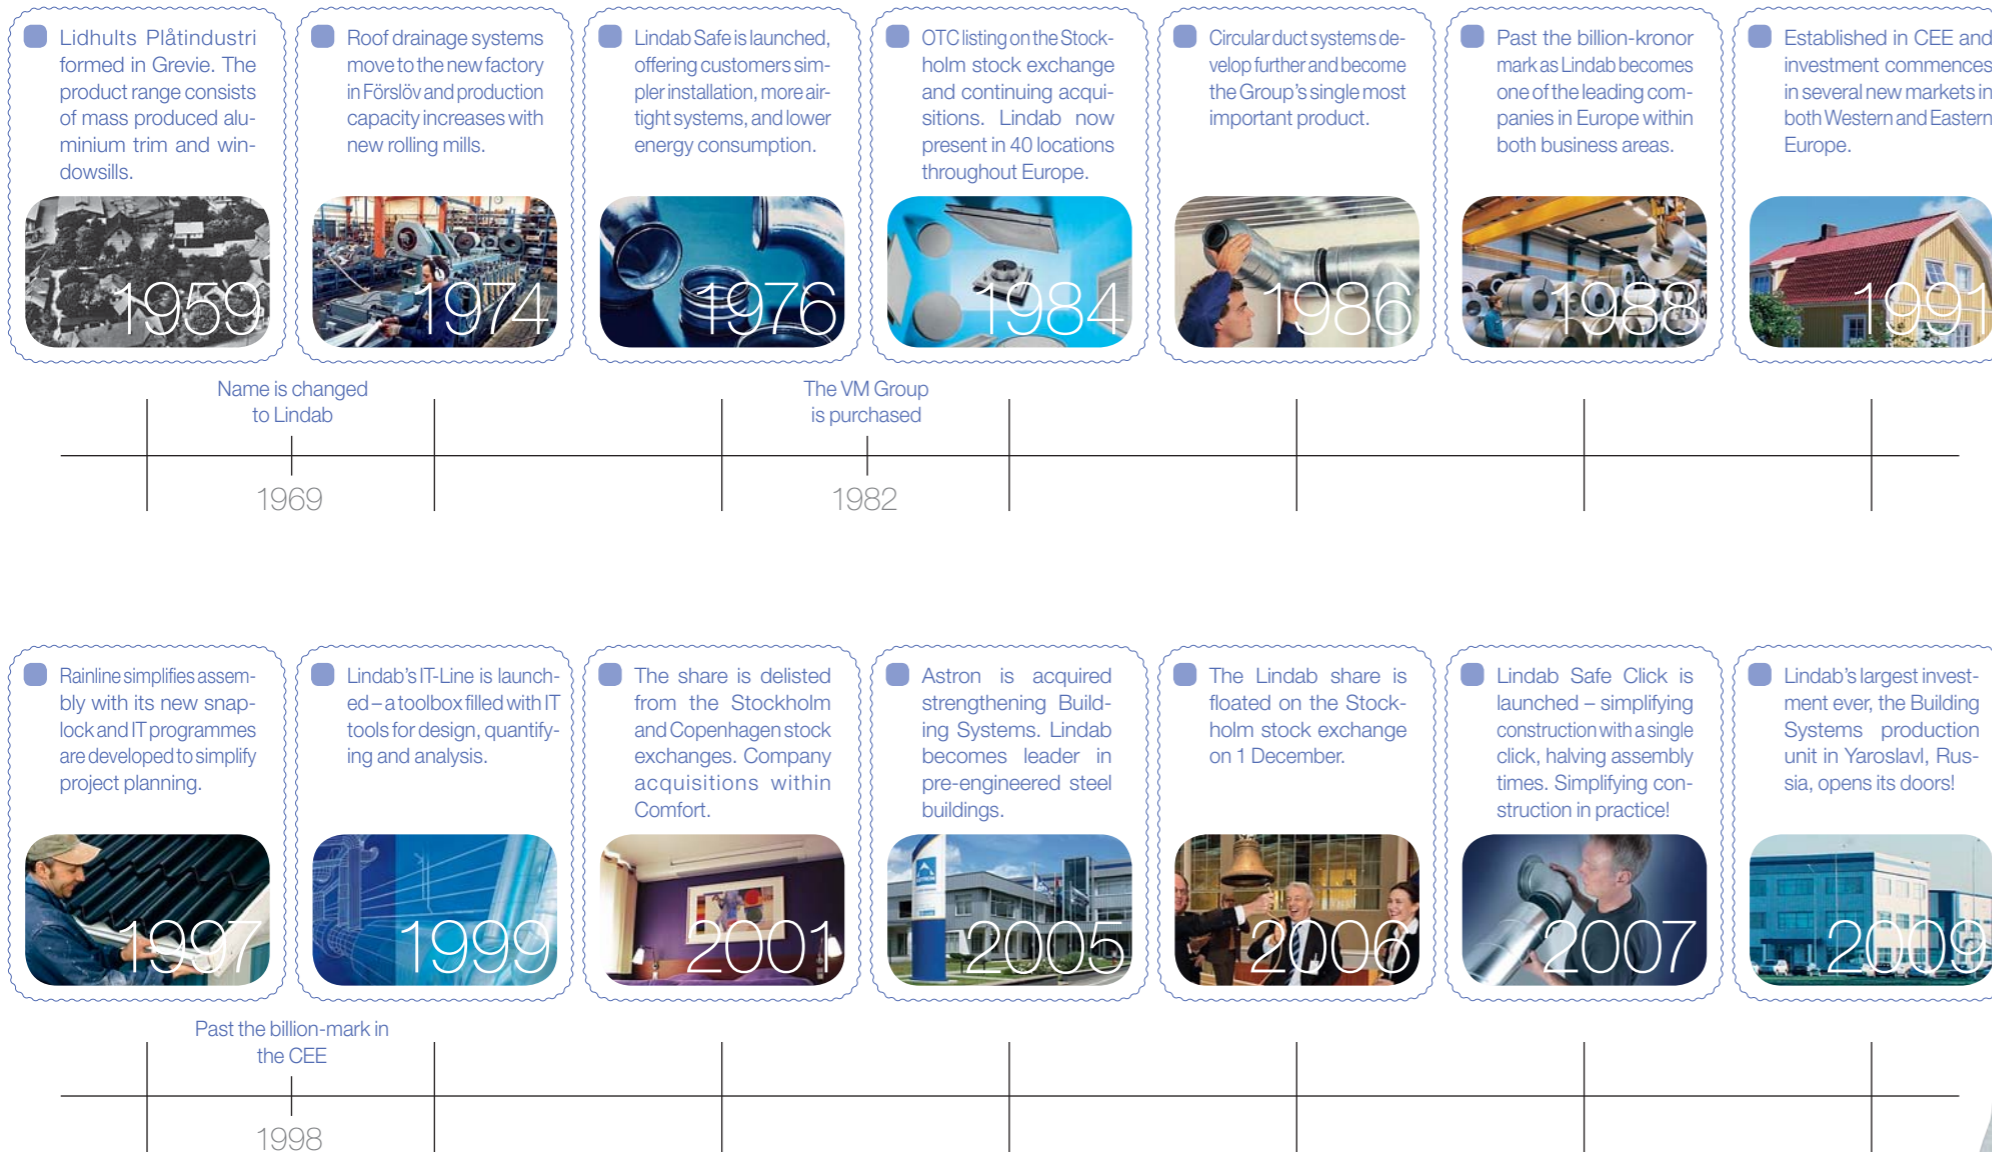 Lidhults Plåtindustri
formed in Grevie. The
product range consists
of mass produced alu-
minium trim and win-
dowsills.
1959
Roof drainage systems
move to the new factory
in Förslöv and production
capacity increases with
new rolling mills.
1974
Lindab Safe is launched,
offering customers sim-
pler installation, more air-
tight systems, and lower
energy consumption.
1976
OTC listing on the Stock-
holm stock exchange
and continuing acqui-
sitions. Lindab now
present in 40 locations
throughout Europe.
1984
Circular duct systems de-
velop further and become
the Group's single most
important product.
1986
Past the billion-kronor
mark as Lindab becomes
one of the leading com-
panies in Europe within
both business areas.
1988
Established in CEE and
investment commences
in several new markets in
both Western and Eastern
Europe.
1991
Name is changed
to Lindab
1969
The VM Group
is purchased
1982
Rainline simplifies assem-
bly with its new snap-
lock and IT programmes
are developed to simplify
project planning.
1997
Lindab's IT-Line is launch-
ed – a toolbox filled with IT
tools for design, quantify-
ing and analysis.
1999
The share is delisted
from the Stockholm
and Copenhagen stock
exchanges. Company
acquisitions within
Comfort.
2001
Astron is acquired
strengthening Build-
ing Systems. Lindab
becomes leader in
pre-engineered steel
buildings.
2005
The Lindab share is
floated on the Stock-
holm stock exchange
on 1 December.
2006
Lindab Safe Click is
launched – simplifying
construction with a single
click, halving assembly
times. Simplifying con-
struction in practice!
2007
Lindab's largest invest-
ment ever, the Building
Systems production
unit in Yaroslavl, Rus-
sia, opens its doors!
2009
Past the billion-mark in
the CEE
1998